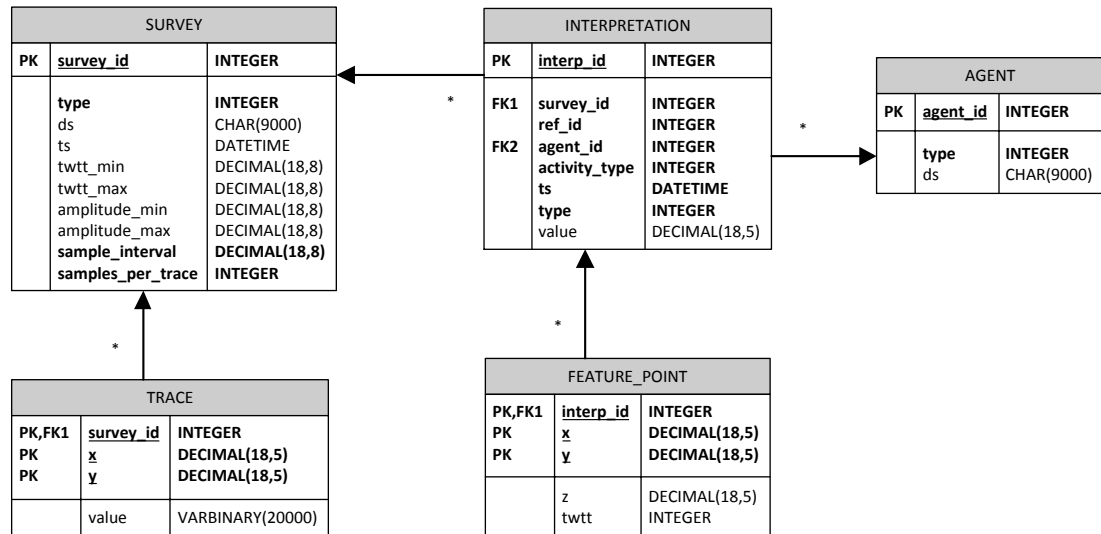 SURVEY
PK survey_id INTEGER
type INTEGER
ds CHAR(9000)
ts DATETIME
twtt_min DECIMAL(18,8)
twtt_max DECIMAL(18,8)
amplitude_min DECIMAL(18,8)
amplitude_max DECIMAL(18,8)
sample_interval DECIMAL(18,8)
samples_per_trace INTEGER
*
INTERPRETATION
PK interp_id INTEGER
FK1 survey_id INTEGER
ref_id INTEGER
FK2 agent_id INTEGER
activity_type INTEGER
ts DATETIME
type INTEGER
value DECIMAL(18,5)
*
AGENT
PK agent_id INTEGER
type INTEGER
ds CHAR(9000)
*
TRACE
PK,FK1 survey_id INTEGER
PK x DECIMAL(18,5)
PK y DECIMAL(18,5)
value VARBINARY(20000)
*
FEATURE_POINT
PK,FK1 interp_id INTEGER
PK x DECIMAL(18,5)
PK y DECIMAL(18,5)
z DECIMAL(18,5)
twtt INTEGER